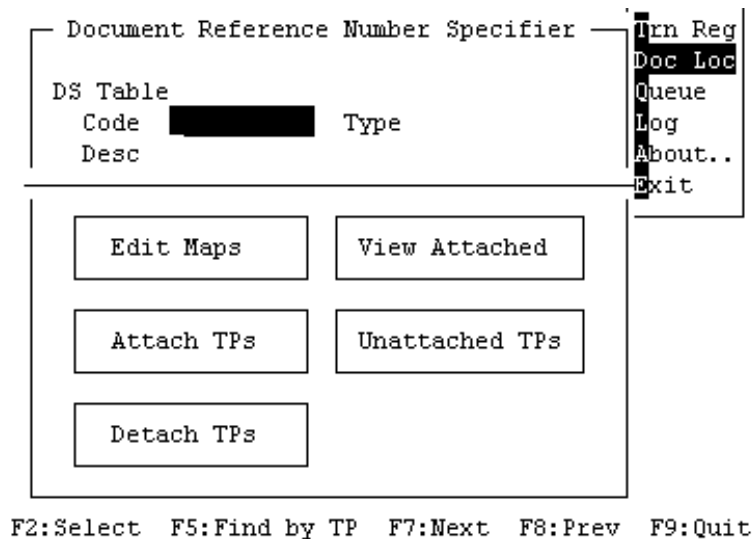 Document Reference Number Specifier
Trn Reg
Doc Loc
DS Table
Queue
Code Type
Log
Desc
About..
Exit
Edit Maps View Attached
Attach TPs Unattached TPs
Detach TPs
F2:Select F5:Find by TP F7:Next F8:Prev F9:Quit